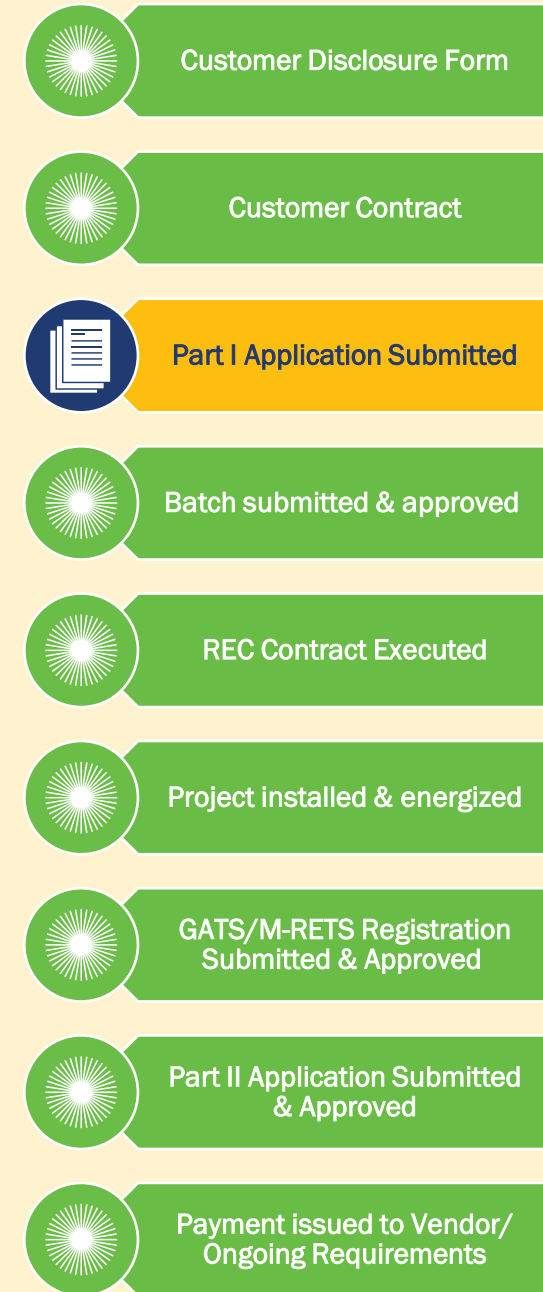 Customer Disclosure Form
Customer Contract
Part I Application Submitted
Batch submitted & approved
REC Contract Executed
Project installed & energized
GATS/M-RETS Registration
Submitted & Approved
Part II Application Submitted
& Approved
Payment issued to Vendor/
Ongoing Requirements